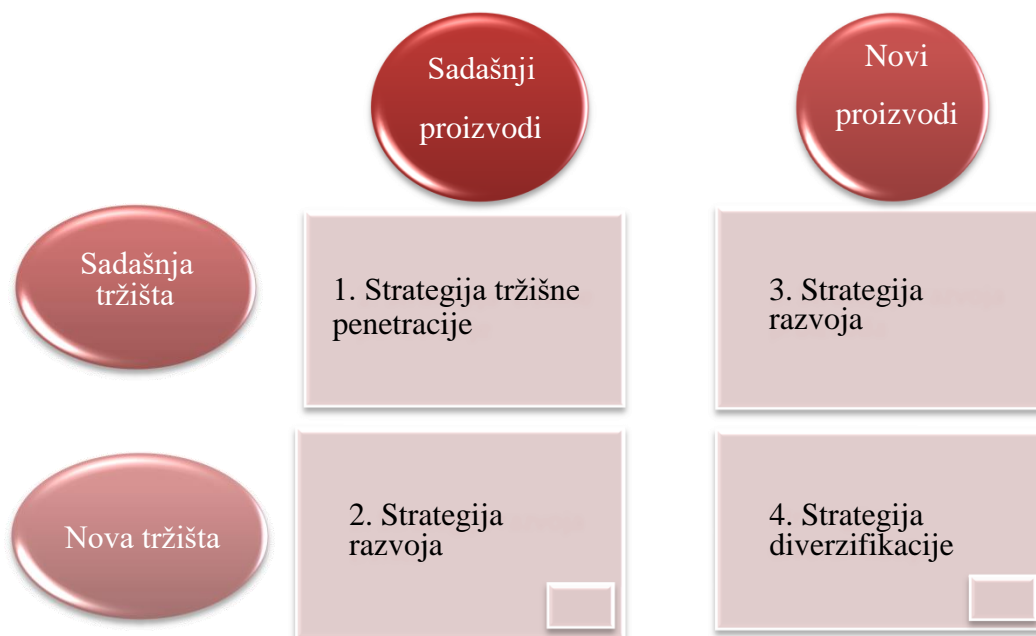 Sadašnji
proizvodi
Novi
proizvodi
Sadašnja
tržišta
1. Strategija tržišne
penetracije
3. Strategija
razvoja
Nova tržišta
2. Strategija
razvoja
4. Strategija
diverzifikacije